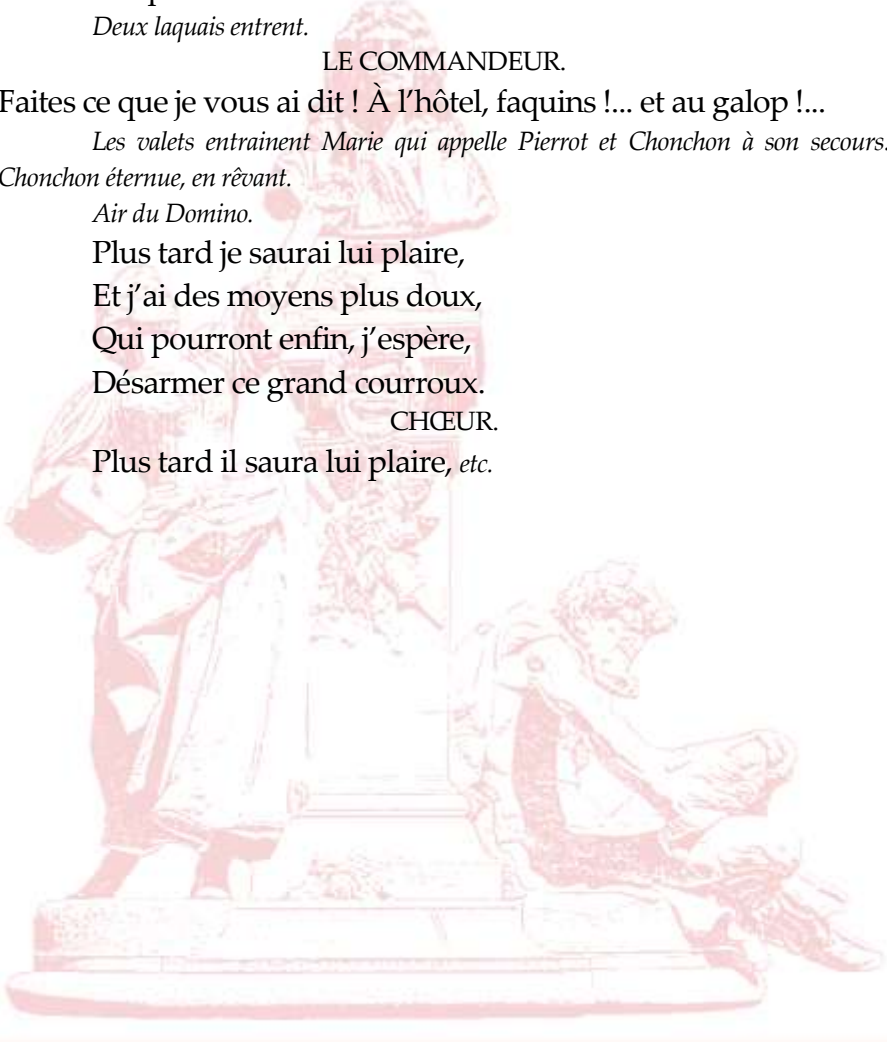 Deux laquais entrent.
LE COMMANDEUR.
Faites ce que je vous ai dit ! À l’hôtel, faquins !... et au galop !...
Les valets entrainent Marie qui appelle Pierrot et Chonchon à son secours.
Chonchon éternue, en rêvant.
Air du Domino.
Plus tard je saurai lui plaire,
Et j’ai des moyens plus doux,
Qui pourront enfin, j’espère,
Désarmer ce grand courroux.
CHŒUR.
Plus tard il saura lui plaire, etc.